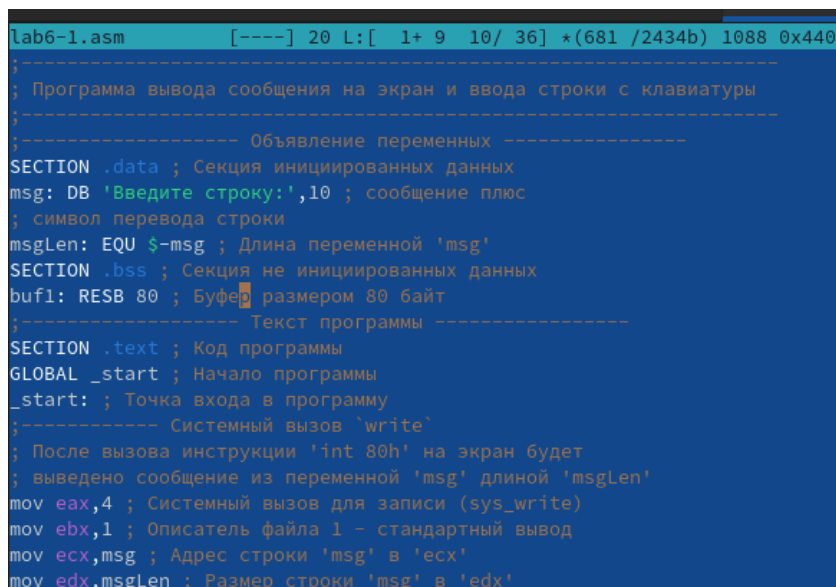 lab6-1.asm [----] 20 L:[ 1+ 9 10/ 36] *(681 /2434b) 1088 0x440
;------------------------------------------------------------------
; Программа вывода сообщения на экран и ввода строки с клавиатуры
;------------------------------------------------------------------
;------------------- Объявление переменных ----------------
SECTION .data ; Секция инициированных данных
msg: DB 'Введите строку:',10 ; сообщение плюс
; символ перевода строки
msgLen: EQU $-msg ; Длина переменной 'msg'
SECTION .bss ; Секция не инициированных данных
buf1: RESB 80 ; Буфер размером 80 байт
;------------------- Текст программы -----------------
SECTION .text ; Код программы
GLOBAL _start ; Начало программы
_start: ; Точка входа в программу
;------------ Системный вызов `write`
; После вызова инструкции 'int 80h' на экран будет
; выведено сообщение из переменной 'msg' длиной 'msgLen'
mov eax,4 ; Системный вызов для записи (sys_write)
mov ebx,1 ; Описатель файла 1 - стандартный вывод
mov ecx,msg ; Адрес строки 'msg' в 'ecx'
mov edx,msgLen ; Размер строки 'msg' в 'edx'